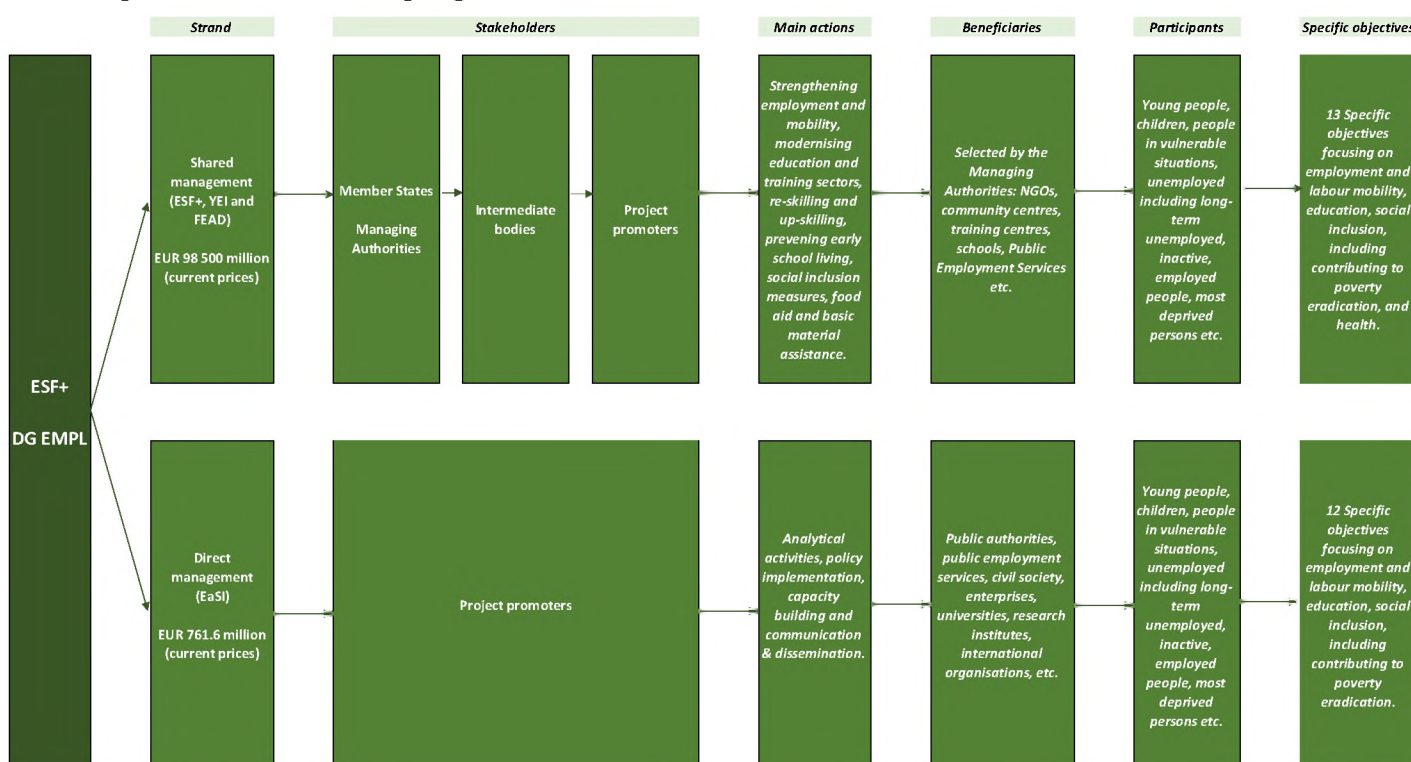 Strand
Stakeholders
Main actions
Beneficiaries
Participants
Specific objectives
ESF+
DG EMPL
Shared
management
(ESF+, YEI and
FEAD)
EUR 98 500 million
(current prices)
Member States
Managing
Authorities
Intermediate
bodies
Project
promoters
Strengthening
employment and
mobility,
modernising
education and
training sectors,
re-skilling and
up-skilling,
prevening early
school living,
social inclusion
measures, food
aid and basic
material
assistance.
Selected by the
Managing
Authorities: NGOs,
community centres,
training centres,
schools, Public
Employment Services
etc.
Young people,
children, people
in vulnerable
situations,
unemployed
including long-
term
unemployed,
inactive,
employed
people, most
deprived
persons etc.
13 Specific
objectives
focusing on
employment and
labour mobility,
education, social
inclusion,
including
contributing to
poverty
eradication, and
health.
Direct
management
(EaSI)
EUR 761.6 million
(current prices)
Project promoters
Analytical
activities, policy
implementation,
capacity
building and
communication
& dissemination.
Public authorities,
public employment
services, civil society,
enterprises,
universities, research
institutes,
international
organisations, etc.
Young people,
children, people
in vulnerable
situations,
unemployed
including long-
term
unemployed,
inactive,
employed
people, most
deprived
persons etc.
12 Specific
objectives
focusing on
employment and
labour mobility,
education, social
inclusion,
including
contributing to
poverty
eradication.